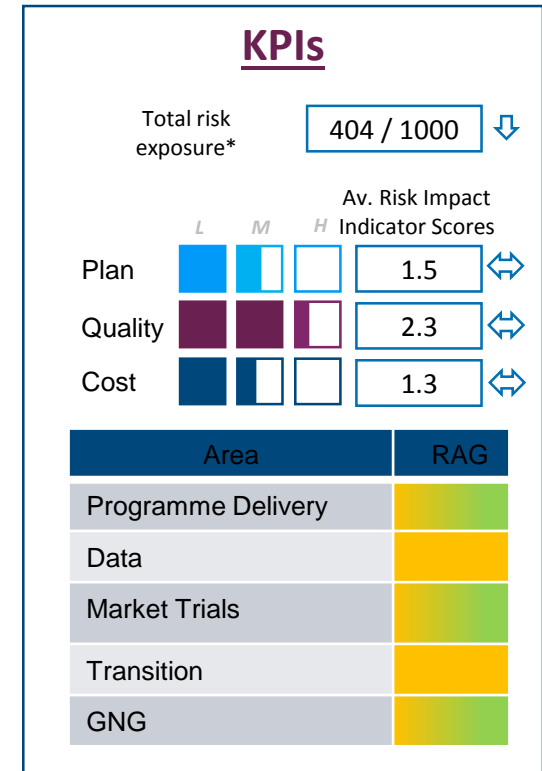 KPIs
Total risk
exposure*
404 / 1000
Av. Risk Impact
L M H Indicator Scores
Plan 1.5
Quality 2.3
Cost 1.3
Area RAG
Programme Delivery
Data
Market Trials
Transition
GNG